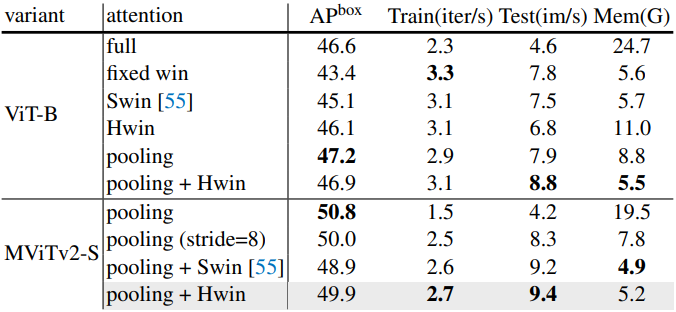 variant attention APbox Train(iter/s) Test(im/s) Mem(G)
full 46.6 2.3 4.6 24.7
fixed win 43.4 3.3 7.8 5.6
Swin [55] 45.1 3.1 7.5 5.7
ViT-B
Hwin 46.1 3.1 6.8 11.0
pooling 47.2 2.9 7.9 8.8
pooling + Hwin 46.9 3.1 8.8 5.5
pooling 50.8 1.5 4.2 19.5
pooling (stride=8) 50.0 2.5 8.3 7.8
MViTv2-S
pooling + Swin [55] 48.9 2.6 9.2 4.9
pooling + Hwin 49.9 2.7 9.4 5.2